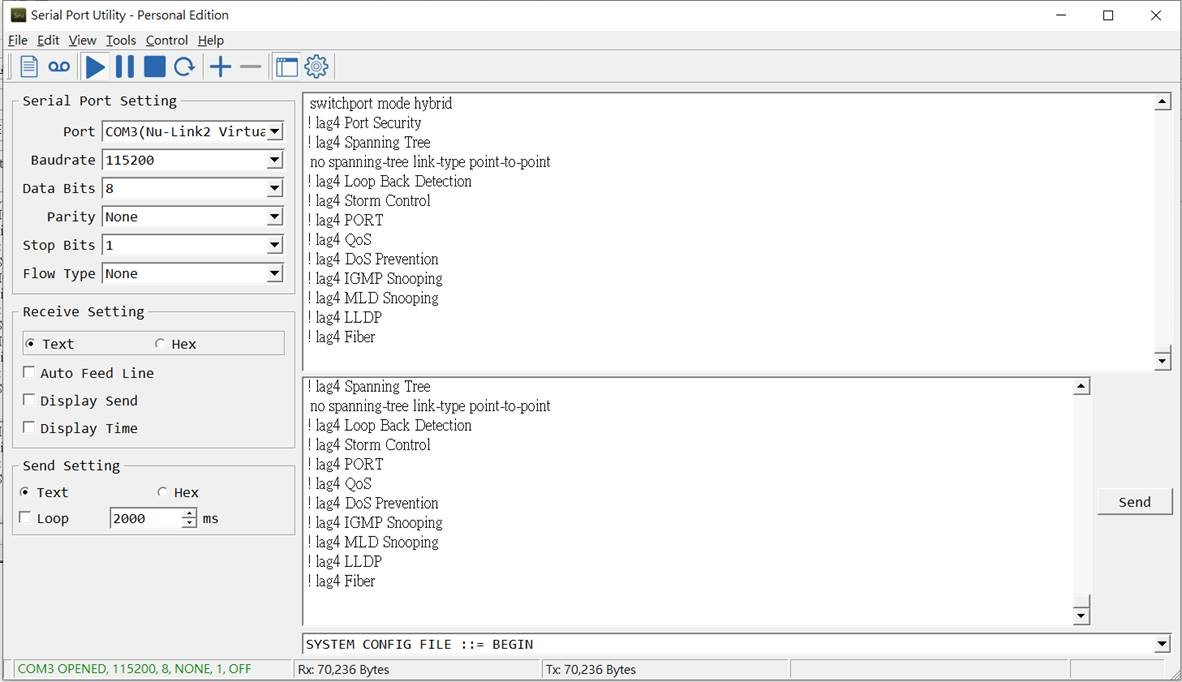 Serial Port Utility - Personal Edition
File Edit View Tools Control Help
Serial Port Setting
Port COM3(Nu-Link2 Virtua
Baudrate 115200
Data Bits 8
Parity None
Stop Bits 1
Flow Type None
Receive Setting
Text Hex
Auto Feed Line
Display Send
Display Time
Send Setting
Text Hex
Loop 2000 ms
switchport mode hybrid
! lag4 Port Security
! lag4 Spanning Tree
no spanning-tree link-type point-to-point
! lag4 Loop Back Detection
! lag4 Storm Control
! lag4 PORT
! lag4 QoS
! lag4 DoS Prevention
! lag4 IGMP Snooping
! lag4 MLD Snooping
! lag4 LLDP
! lag4 Fiber
! lag4 Spanning Tree
no spanning-tree link-type point-to-point
! lag4 Loop Back Detection
! lag4 Storm Control
! lag4 PORT
! lag4 QoS
! lag4 DoS Prevention
! lag4 IGMP Snooping
! lag4 MLD Snooping
! lag4 LLDP
! lag4 Fiber
Send
SYSTEM CONFIG FILE ::= BEGIN
COM3 OPENED, 115200, 8, NONE, 1, OFF
Rx: 70,236 Bytes
Tx: 70,236 Bytes